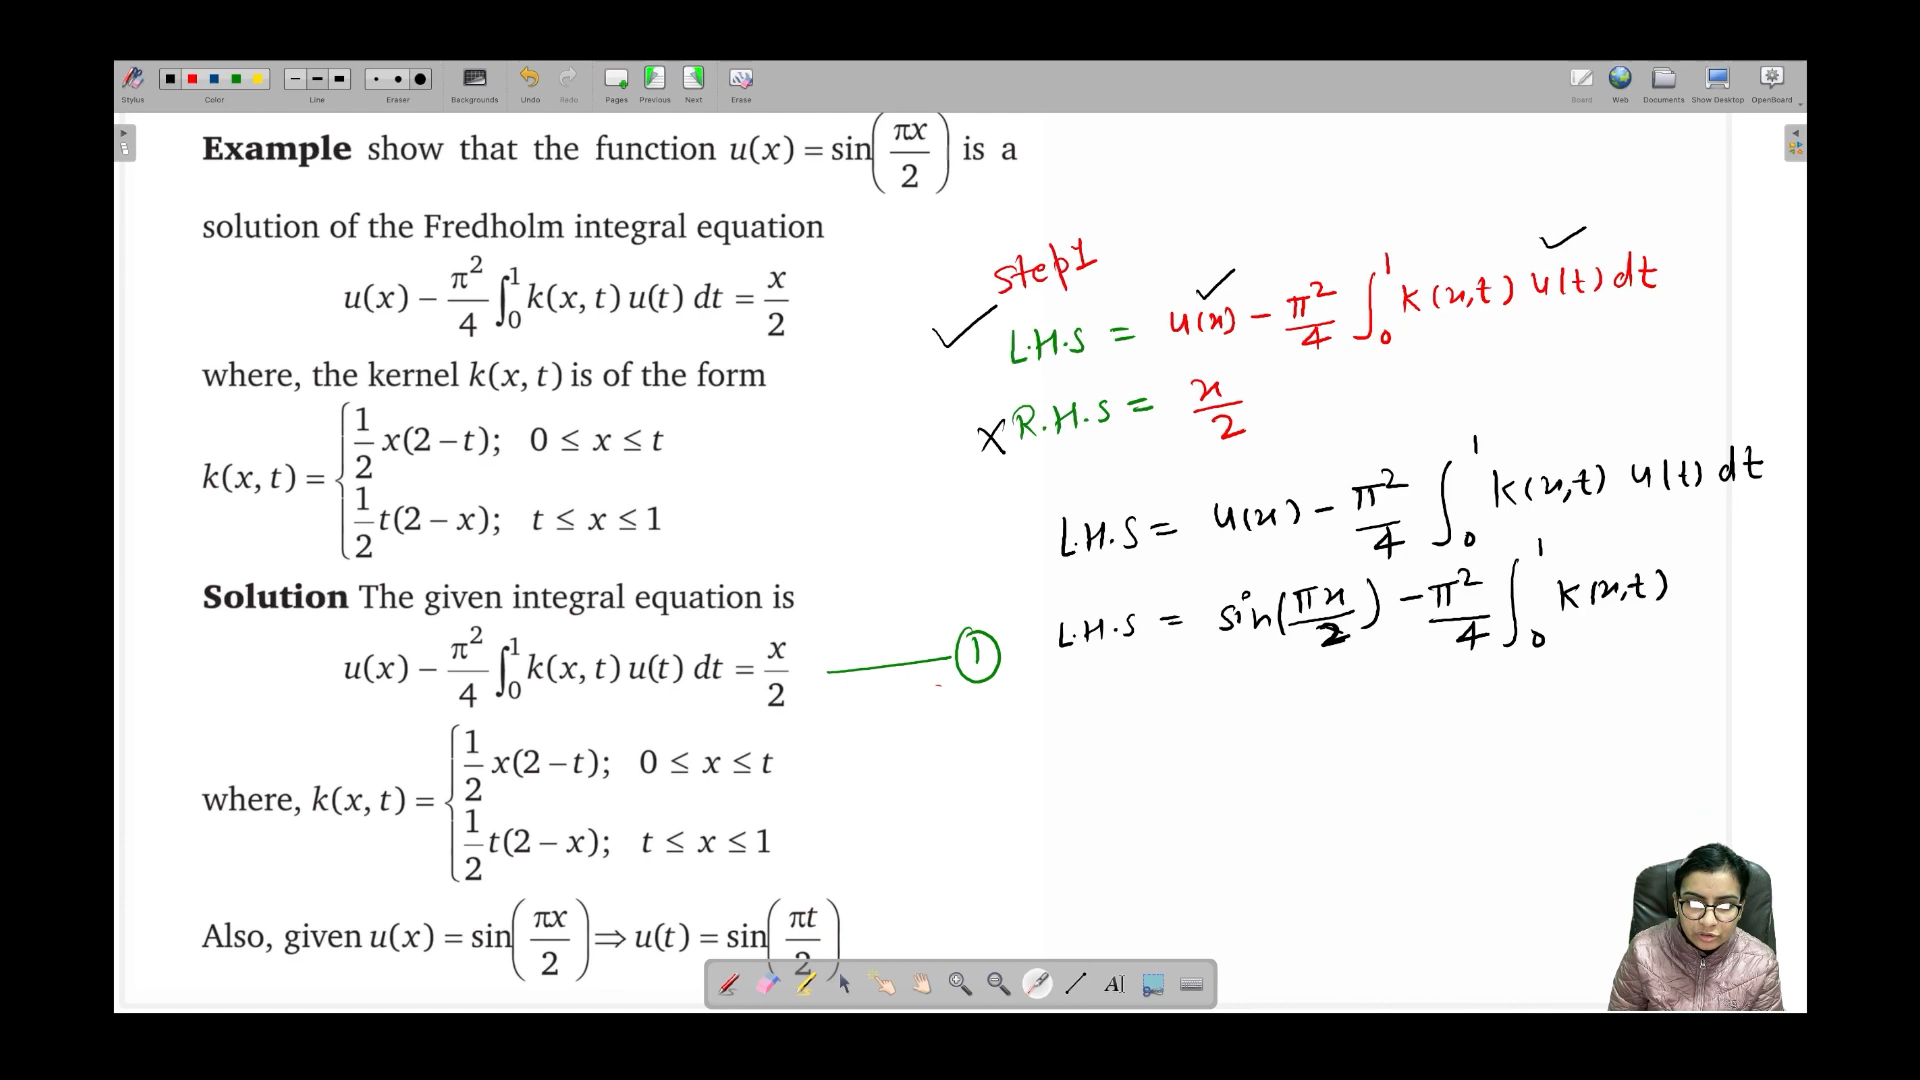 Stylus Color Line Eraser Backgrounds Undo Redo Pages Previous Next Erase Board Web Documents Show Desktop OpenBoard
Example show that the function u(x) = sin(πx/2) is a
solution of the Fredholm integral equation
u(x) − π²/4 ∫₀¹ k(x, t) u(t) dt = x/2
where, the kernel k(x, t) is of the form
k(x, t) = { 1/2 x(2 − t); 0 ≤ x ≤ t
1/2 t(2 − x); t ≤ x ≤ 1
Solution The given integral equation is
u(x) − π²/4 ∫₀¹ k(x, t) u(t) dt = x/2 —— ①
where, k(x, t) = { 1/2 x(2 − t); 0 ≤ x ≤ t
1/2 t(2 − x); t ≤ x ≤ 1
Also, given u(x) = sin(πx/2) ⇒ u(t) = sin(πt/2)
Step1
✓ L.H.S = u(x) − π²/4 ∫₀¹ k(x,t) u(t) dt
X R.H.S = x/2
L.H.S = u(x) − π²/4 ∫₀¹ k(x,t) u(t) dt
L.H.S = sin(πx/2) − π²/4 ∫₀¹ k(x,t)